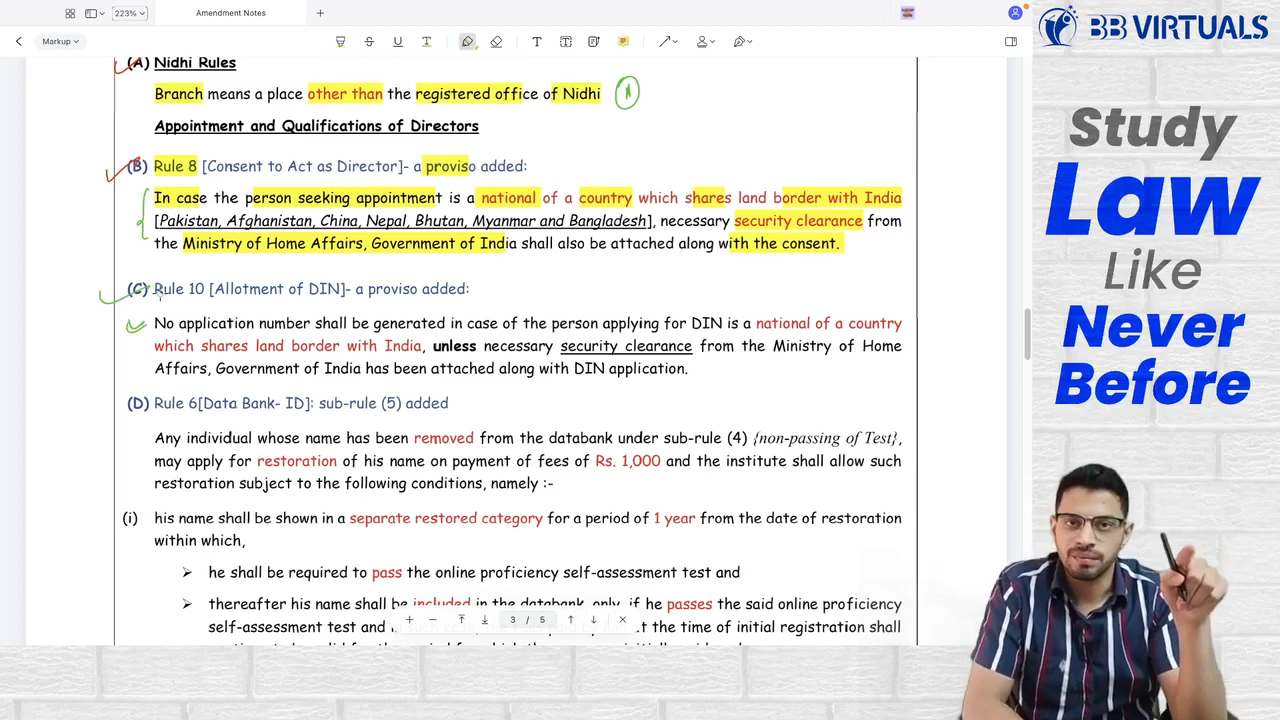 223%
Amendment Notes
Markup
BB VIRTUALS
(A) Nidhi Rules
Branch means a place other than the registered office of Nidhi
Appointment and Qualifications of Directors
(B) Rule 8 [Consent to Act as Director]- a proviso added:
In case the person seeking appointment is a national of a country which shares land border with India
[Pakistan, Afghanistan, China, Nepal, Bhutan, Myanmar and Bangladesh], necessary security clearance from
the Ministry of Home Affairs, Government of India shall also be attached along with the consent.
(C) Rule 10 [Allotment of DIN]- a proviso added:
No application number shall be generated in case of the person applying for DIN is a national of a country
which shares land border with India, unless necessary security clearance from the Ministry of Home
Affairs, Government of India has been attached along with DIN application.
(D) Rule 6[Data Bank- ID]: sub-rule (5) added
Any individual whose name has been removed from the databank under sub-rule (4) {non-passing of Test},
may apply for restoration of his name on payment of fees of Rs. 1,000 and the institute shall allow such
restoration subject to the following conditions, namely :-
(i) his name shall be shown in a separate restored category for a period of 1 year from the date of restoration
within which,
he shall be required to pass the online proficiency self-assessment test and
thereafter his name shall be included in the databank only, if he passes the said online proficiency
self-assessment test and in the time of initial registration shall
3 / 5
Study
Law
Like
Never
Before